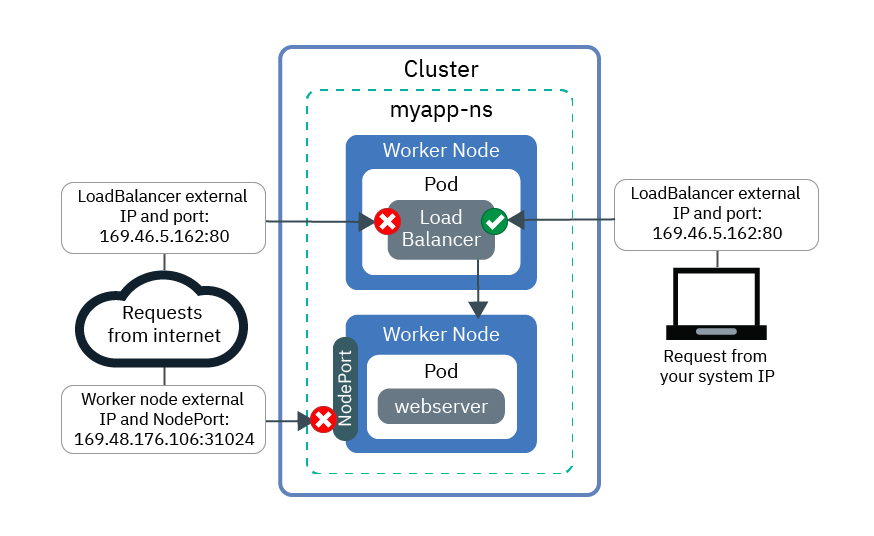 Cluster
myapp-ns
Worker Node
Pod
Load
Balancer
LoadBalancer external
IP and port:
169.46.5.162:80
Requests
from internet
Worker node external
IP and NodePort:
169.48.176.106:31024
LoadBalancer external
IP and port:
169.46.5.162:80
Request from
your system IP
Worker Node
NodePort
Pod
webserver